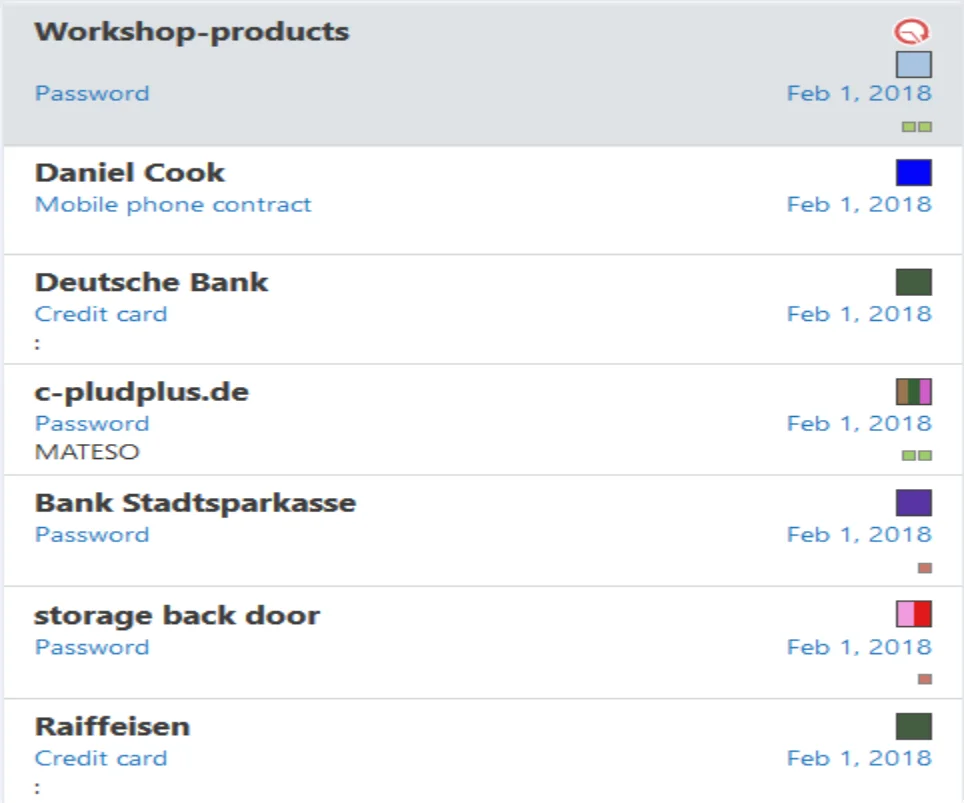 Workshop-products
Password Feb 1, 2018
Daniel Cook
Mobile phone contract Feb 1, 2018
Deutsche Bank
Credit card Feb 1, 2018
:
c-pludplus.de
Password Feb 1, 2018
MATESO
Bank Stadtsparkasse
Password Feb 1, 2018
storage back door
Password Feb 1, 2018
Raiffeisen
Credit card Feb 1, 2018
: